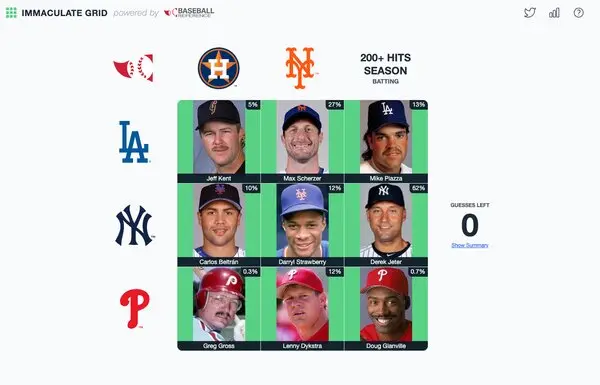 IMMACULATE GRID powered by BASEBALL REFERENCE
200+ HITS
SEASON
BATTING
5%
27%
13%
LA
Jeff Kent
Max Scherzer
Mike Piazza
10%
12%
62%
Carlos Beltrán
Darryl Strawberry
Derek Jeter
GUESSES LEFT
0
Show Summary
0.3%
12%
0.7%
P
Greg Gross
Lenny Dykstra
Doug Glanville